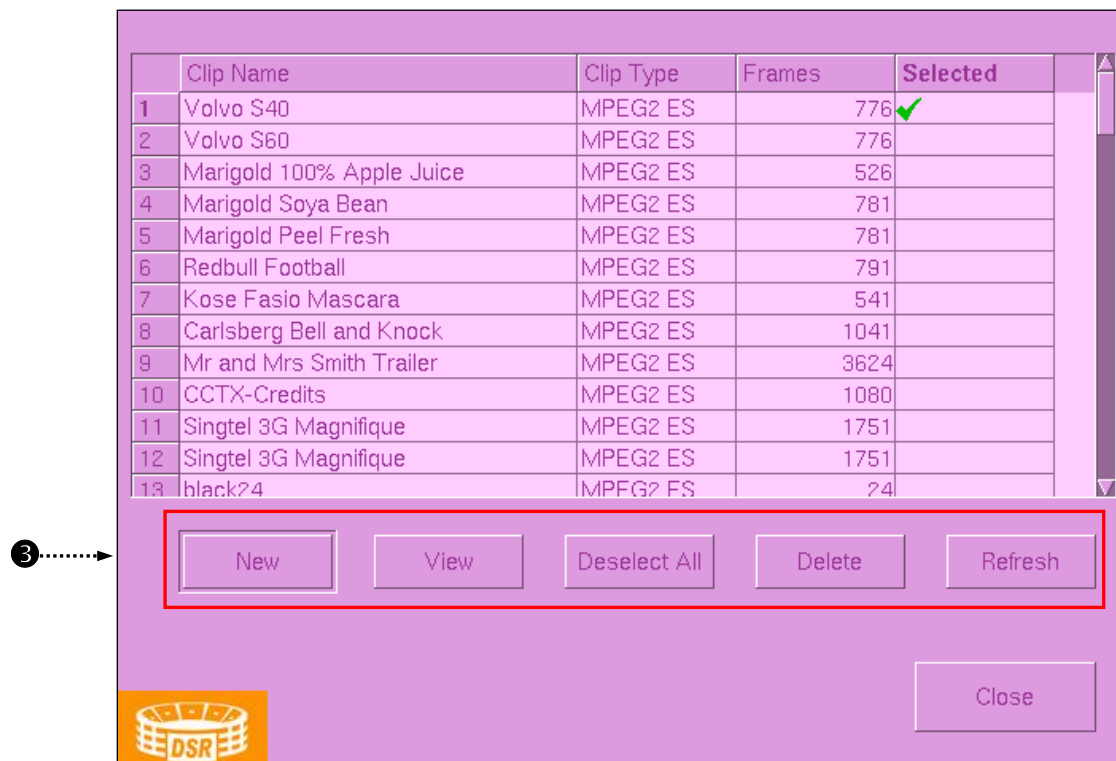 Clip Name Clip Type Frames Selected
1 Volvo S40 MPEG2 ES 776
2 Volvo S60 MPEG2 ES 776
3 Marigold 100% Apple Juice MPEG2 ES 526
4 Marigold Soya Bean MPEG2 ES 781
5 Marigold Peel Fresh MPEG2 ES 781
6 Redbull Football MPEG2 ES 791
7 Kose Fasio Mascara MPEG2 ES 541
8 Carlsberg Bell and Knock MPEG2 ES 1041
9 Mr and Mrs Smith Trailer MPEG2 ES 3624
10 CCTX-Credits MPEG2 ES 1080
11 Singtel 3G Magnifique MPEG2 ES 1751
12 Singtel 3G Magnifique MPEG2 ES 1751
13 black24 MPEG2 ES 24
3 New View Deselect All Delete Refresh
Close
DSR